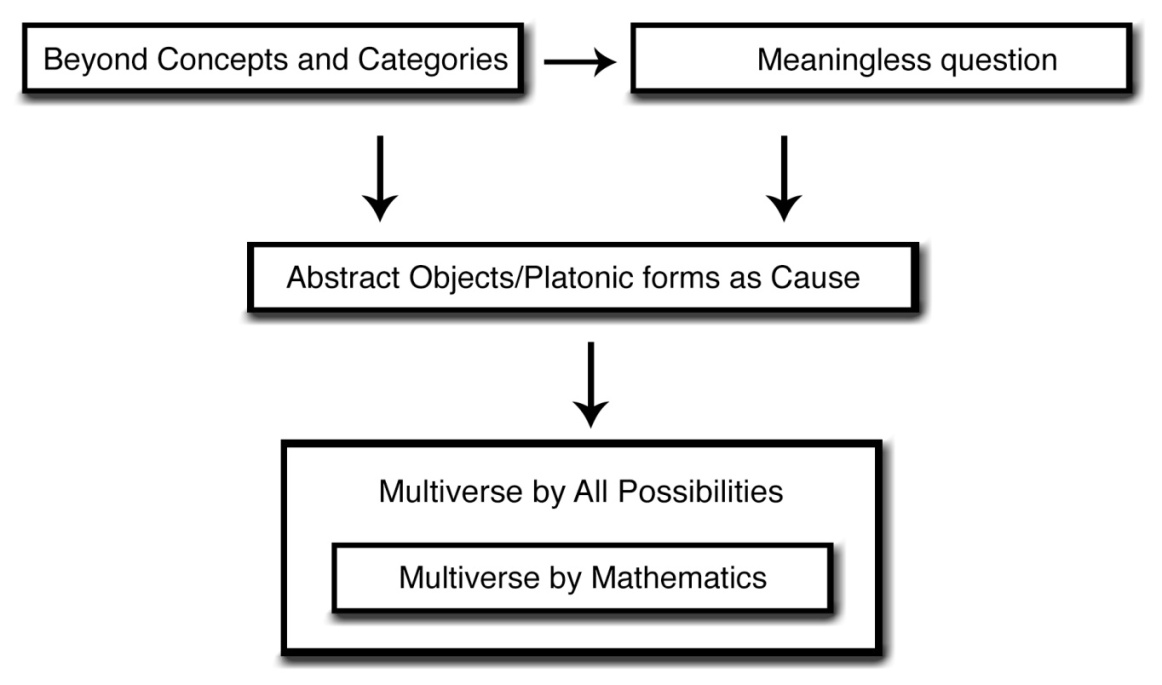 Beyond Concepts and Categories
Meaningless question
Abstract Objects/Platonic forms as Cause
Multiverse by All Possibilities
Multiverse by Mathematics